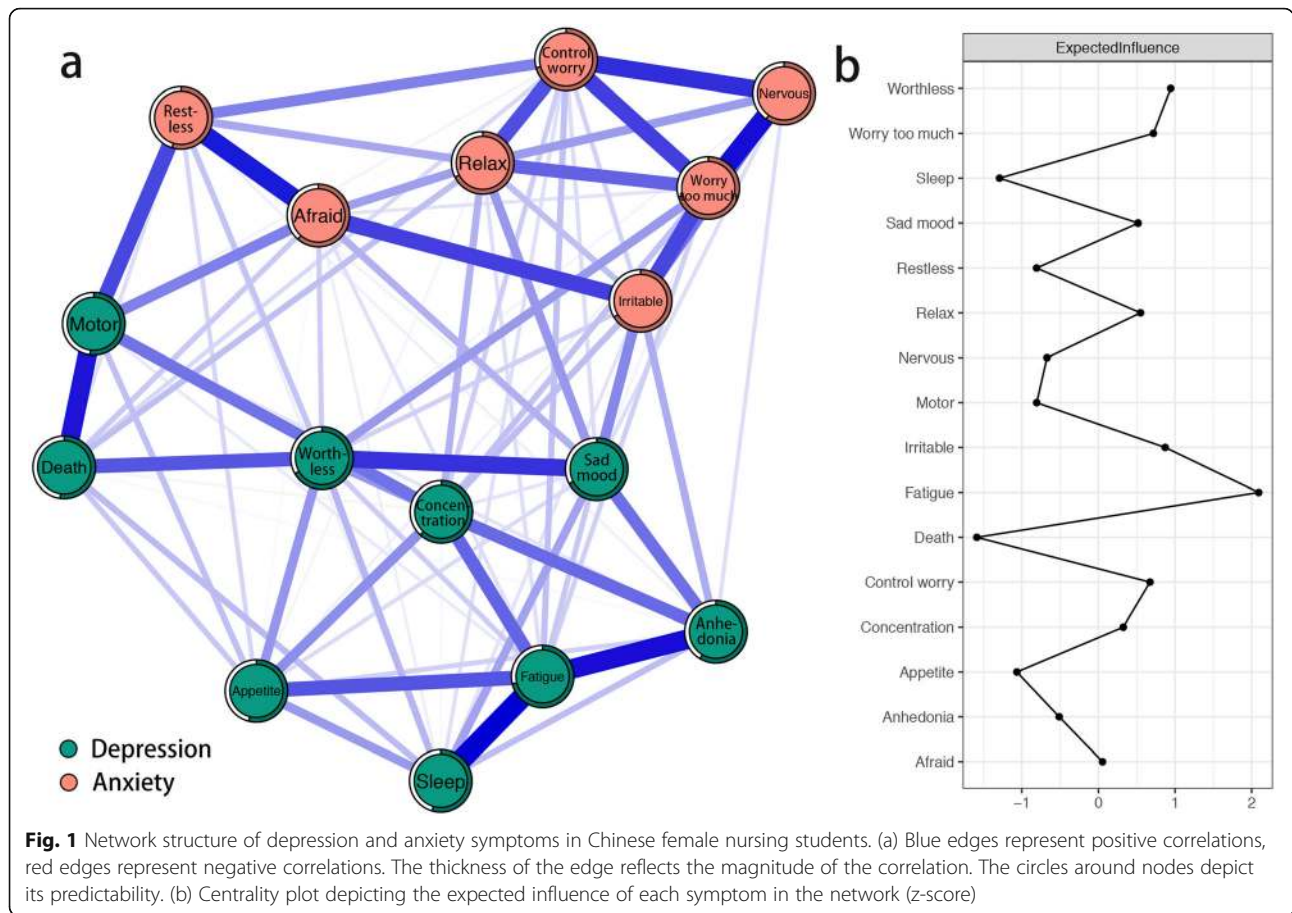 a
Control
worry
Nervous
Rest-
less
Relax
Worry
too much
Afraid
Irritable
Motor
Death
Worth-
less
Sad
mood
Concen-
tration
Anhe-
donia
Fatigue
Appetite
Sleep
Depression
Anxiety
b
ExpectedInfluence
Worthless
Worry too much
Sleep
Sad mood
Restless
Relax
Nervous
Motor
Irritable
Fatigue
Death
Control worry
Concentration
Appetite
Anhedonia
Afraid
−1 0 1 2
Fig. 1 Network structure of depression and anxiety symptoms in Chinese female nursing students. (a) Blue edges represent positive correlations,
red edges represent negative correlations. The thickness of the edge reflects the magnitude of the correlation. The circles around nodes depict
its predictability. (b) Centrality plot depicting the expected influence of each symptom in the network (z-score)